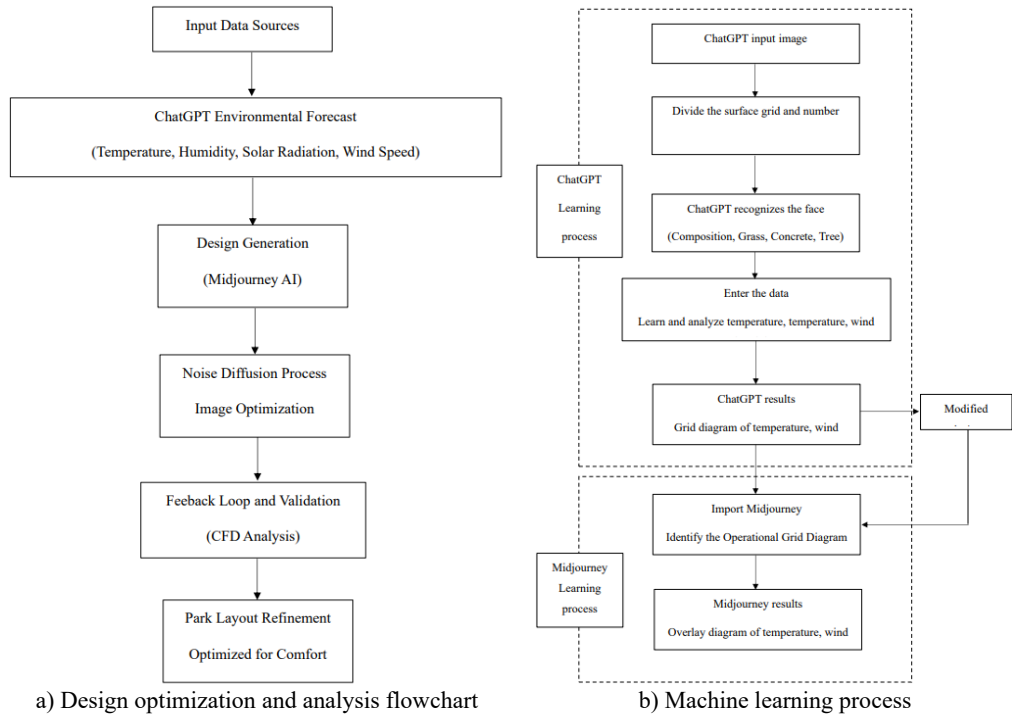 Input Data Sources
ChatGPT Environmental Forecast
(Temperature, Humidity, Solar Radiation, Wind Speed)
Design Generation
(Midjourney AI)
Noise Diffusion Process
Image Optimization
Feeback Loop and Validation
(CFD Analysis)
Park Layout Refinement
Optimized for Comfort
a) Design optimization and analysis flowchart
ChatGPT input image
Divide the surface grid and number
ChatGPT
Learning
process
ChatGPT recognizes the face
(Composition, Grass, Concrete, Tree)
Enter the data
Learn and analyze temperature, temperature, wind
ChatGPT results
Grid diagram of temperature, wind
Modified
Import Midjourney
Identify the Operational Grid Diagram
Midjourney
Learning
process
Midjourney results
Overlay diagram of temperature, wind
b) Machine learning process